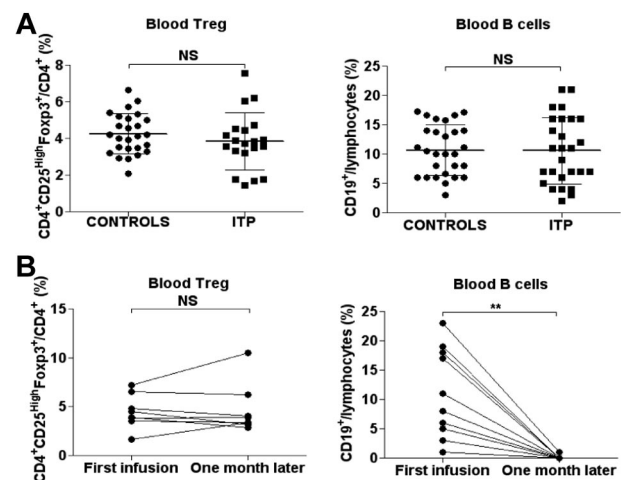 A
Blood Treg
Blood B cells
CD4⁺CD25ᴴⁱᵍʰFoxp3⁺/CD4⁺ (%)
8
6
4
2
0
NS
CONTROLS
ITP
CD19⁺/lymphocytes (%)
25
20
15
10
5
0
NS
CONTROLS
ITP
B
Blood Treg
Blood B cells
CD4⁺CD25ᴴⁱᵍʰFoxp3⁺/CD4⁺ (%)
15
10
5
0
NS
First infusion
One month later
CD19⁺/lymphocytes (%)
25
20
15
10
5
0
**
First infusion
One month later